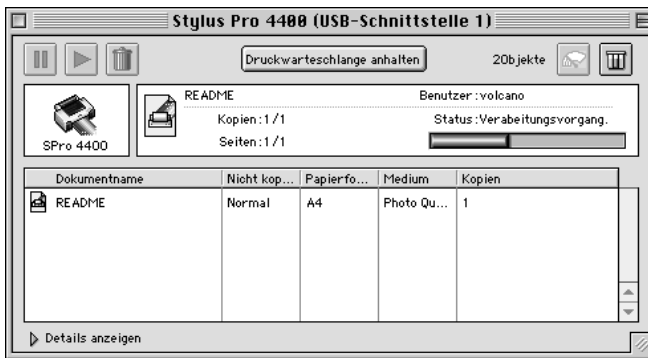 Stylus Pro 4400 (USB-Schnittstelle 1)
Druckwarteschlange anhalten
2Objekte
README
Benutzer :volcano
Kopien :1 /1
Status :Verabeitungsvorgang.
Seiten :1 /1
SPro 4400
Dokumentname Nicht kop... Papierfo... Medium Kopien
README Normal A4 Photo Qu... 1
Details anzeigen